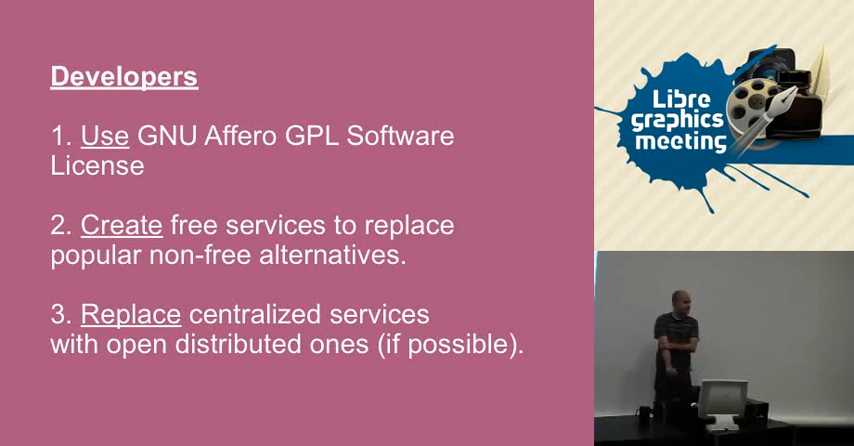 Developers
1. Use GNU Affero GPL Software
License
2. Create free services to replace
popular non-free alternatives.
3. Replace centralized services
with open distributed ones (if possible).
Libre
graphics
meeting